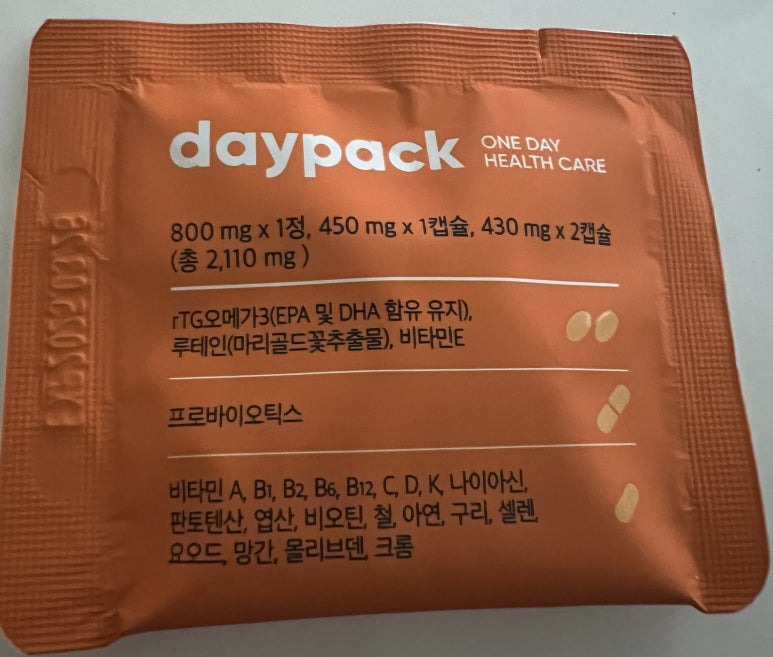 daypack
ONE DAY
HEALTH CARE
800 mg x 1정, 450 mg x 1캡슐, 430 mg x 2캡슐
(총 2,110 mg )
rTG오메가3(EPA 및 DHA 함유 유지),
루테인(마리골드꽃추출물), 비타민E
프로바이오틱스
비타민 A, B1, B2, B6, B12, C, D, K, 나이아신,
판토텐산, 엽산, 비오틴, 철, 아연, 구리, 셀렌,
요오드, 망간, 몰리브덴, 크롬